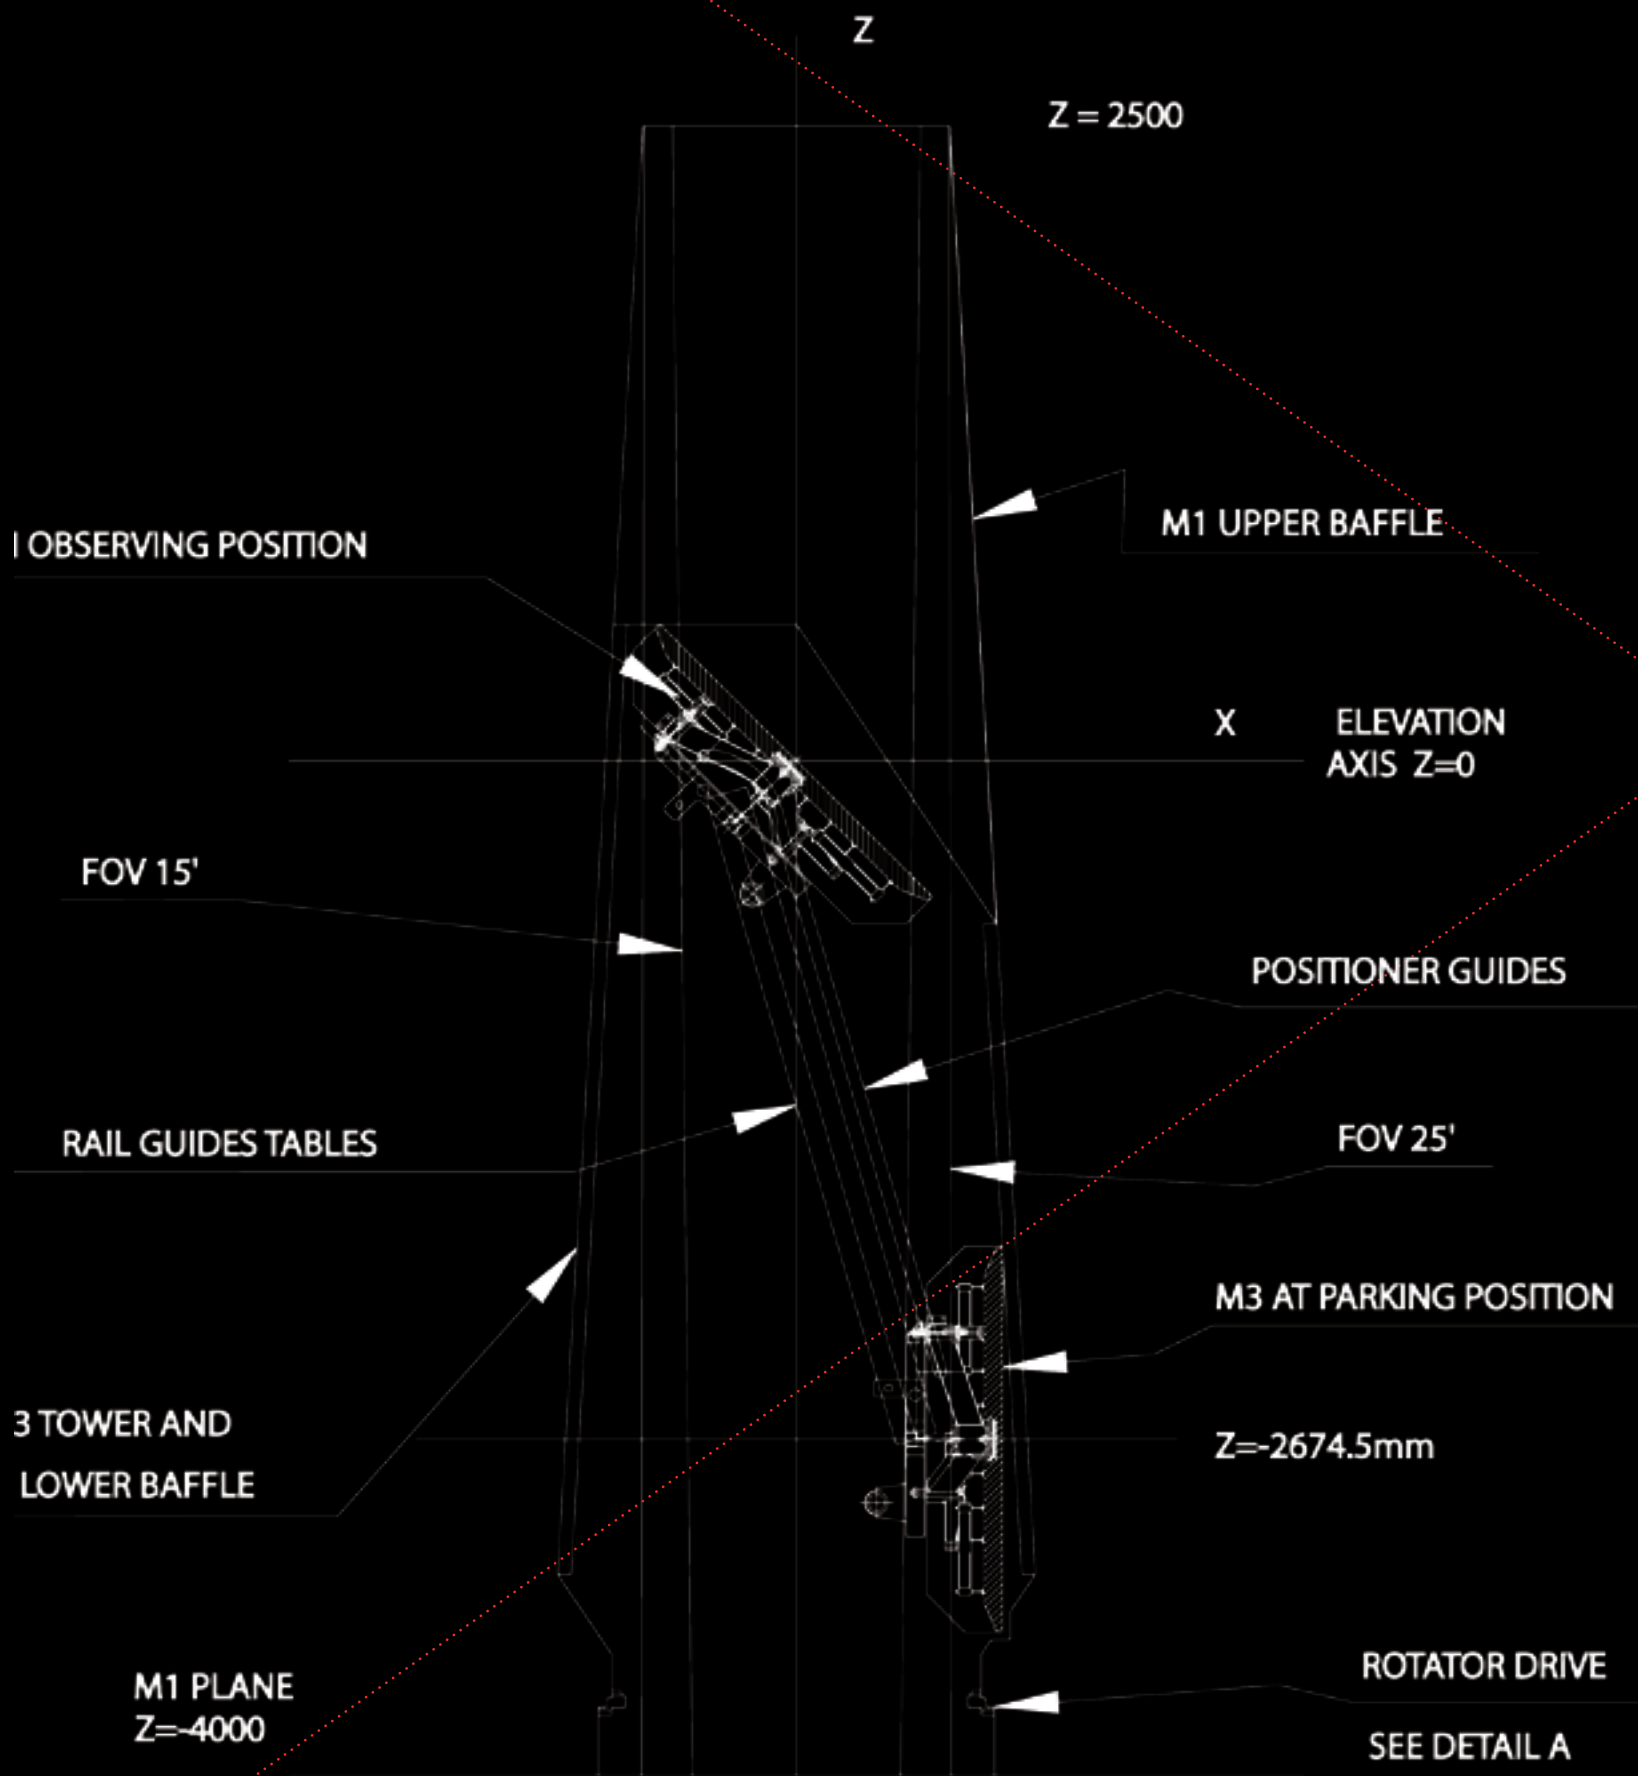 Z
Z = 2500
M1 UPPER BAFFLE
OBSERVING POSITION
X ELEVATION
AXIS Z=0
FOV 15'
POSITIONER GUIDES
RAIL GUIDES TABLES
FOV 25'
M3 AT PARKING POSITION
3 TOWER AND
LOWER BAFFLE
Z=-2674.5mm
M1 PLANE
Z=-4000
ROTATOR DRIVE
SEE DETAIL A